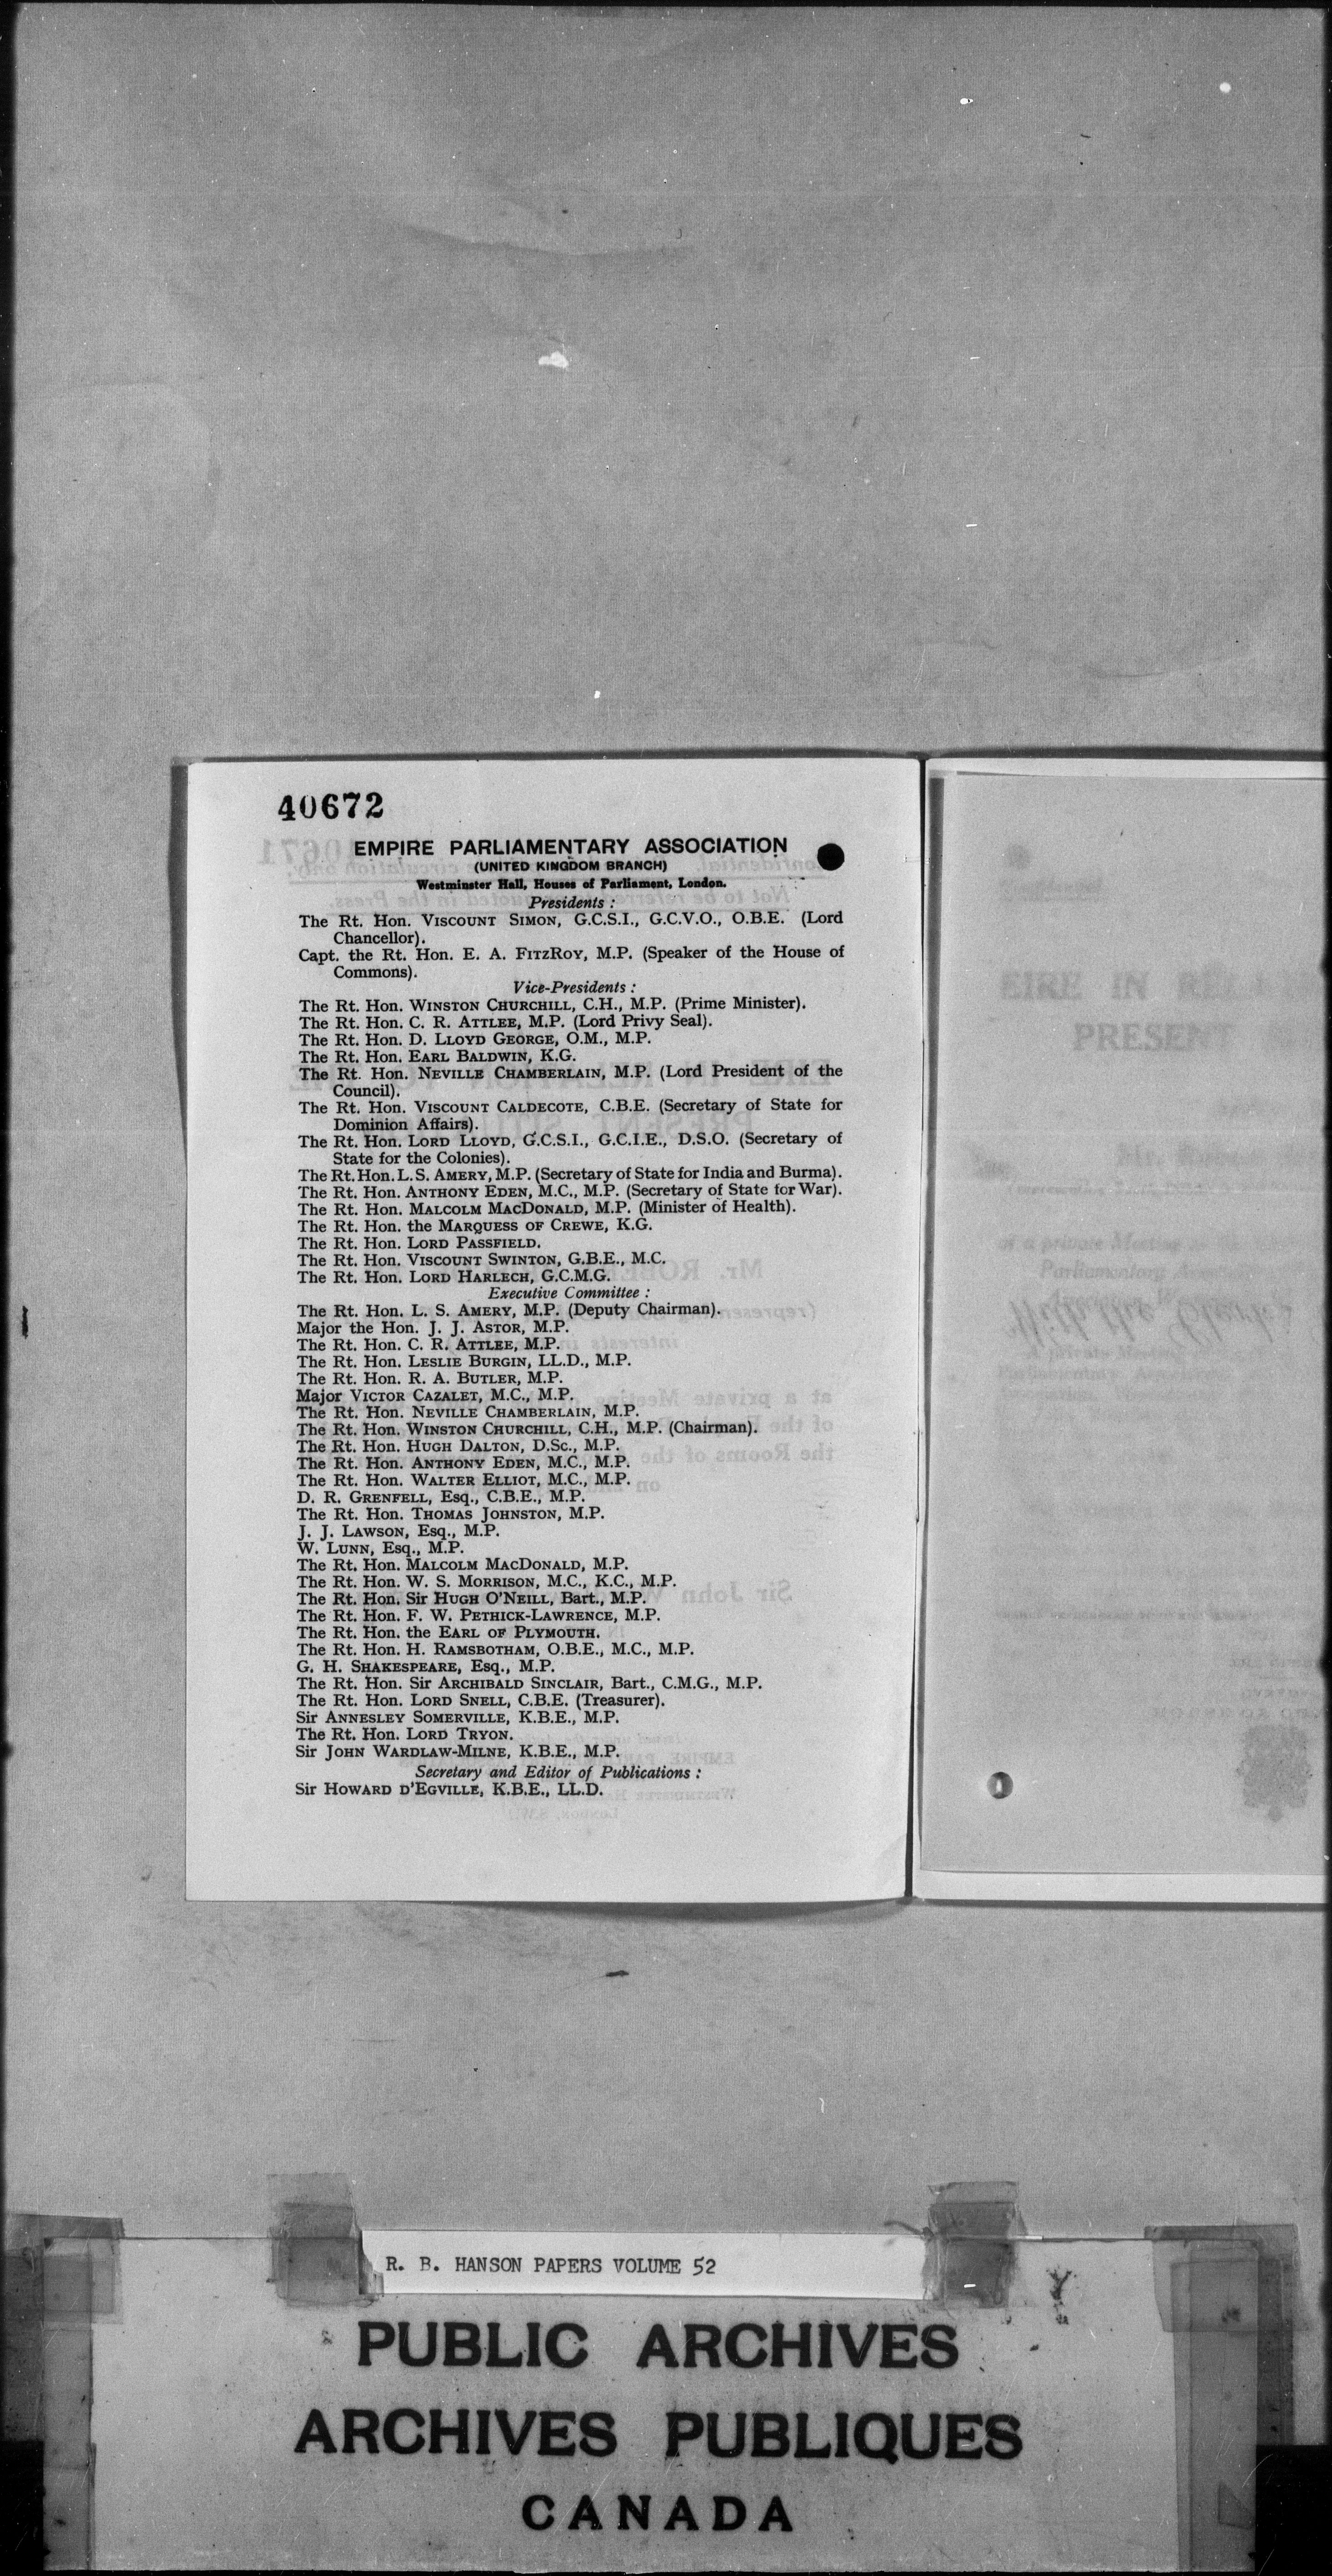 40672
EMPIRE PARLIAMENTARY ASSOCIATION
(UNITED KINGDOM BRANCH)
Westminster Hall, Houses of Parliament, London.
Presidents :
The Rt. Hon. VISCOUNT SIMON, G.C.S.I., G.C.V.O., O.B.E. (Lord
Chancellor).
Capt. the Rt. Hon. E. A. FITZROY, M.P. (Speaker of the House of
Commons).
Vice-Presidents :
The Rt. Hon. WINSTON CHURCHILL, C.H., M.P. (Prime Minister).
The Rt. Hon. C. R. ATTLEE, M.P. (Lord Privy Seal).
The Rt. Hon. D. LLOYD GEORGE, O.M., M.P.
The Rt. Hon. EARL BALDWIN, K.G.
The Rt. Hon. NEVILLE CHAMBERLAIN, M.P. (Lord President of the
Council).
The Rt. Hon. VISCOUNT CALDECOTE, C.B.E. (Secretary of State for
Dominion Affairs).
The Rt. Hon. LORD LLOYD, G.C.S.I., G.C.I.E., D.S.O. (Secretary of
State for the Colonies).
The Rt. Hon. L. S. AMERY, M.P. (Secretary of State for India and Burma).
The Rt. Hon. ANTHONY EDEN, M.C., M.P. (Secretary of State for War).
The Rt. Hon. MALCOLM MACDONALD, M.P. (Minister of Health).
The Rt. Hon. the MARQUESS OF CREWE, K.G.
The Rt. Hon. LORD PASSFIELD.
The Rt. Hon. VISCOUNT SWINTON, G.B.E., M.C.
The Rt. Hon. LORD HARLECH, G.C.M.G.
Executive Committee :
The Rt. Hon. L. S. AMERY, M.P. (Deputy Chairman).
Major the Hon. J. J. ASTOR, M.P.
The Rt. Hon. C. R. ATTLEE, M.P.
The Rt. Hon. LESLIE BURGIN, LL.D., M.P.
The Rt. Hon. R. A. BUTLER, M.P.
Major VICTOR CAZALET, M.C., M.P.
The Rt. Hon. NEVILLE CHAMBERLAIN, M.P.
The Rt. Hon. WINSTON CHURCHILL, C.H., M.P. (Chairman).
The Rt. Hon. HUGH DALTON, D.Sc., M.P.
The Rt. Hon. ANTHONY EDEN, M.C., M.P.
The Rt. Hon. WALTER ELLIOT, M.C., M.P.
D. R. GRENFELL, Esq., C.B.E., M.P.
The Rt. Hon. THOMAS JOHNSTON, M.P.
J. J. LAWSON, Esq., M.P.
W. LUNN, Esq., M.P.
The Rt. Hon. MALCOLM MACDONALD, M.P.
The Rt. Hon. W. S. MORRISON, M.C., K.C., M.P.
The Rt. Hon. Sir HUGH O'NEILL, Bart., M.P.
The Rt. Hon. F. W. PETHICK-LAWRENCE, M.P.
The Rt. Hon. the EARL OF PLYMOUTH.
The Rt. Hon. H. RAMSBOTHAM, O.B.E., M.C., M.P.
G. H. SHAKESPEARE, Esq., M.P.
The Rt. Hon. Sir ARCHIBALD SINCLAIR, Bart., C.M.G., M.P.
The Rt. Hon. LORD SNELL, C.B.E. (Treasurer).
Sir ANNESLEY SOMERVILLE, K.B.E., M.P.
The Rt. Hon. LORD TRYON.
Sir JOHN WARDLAW-MILNE, K.B.E., M.P.
Secretary and Editor of Publications :
Sir HOWARD D'EGVILLE, K.B.E., LL.D.
EIRE IN
PRESEN
of a private
Parliamentary
With the
R. B. HANSON PAPERS VOLUME 52
PUBLIC ARCHIVES
ARCHIVES PUBLIQUES
CANADA